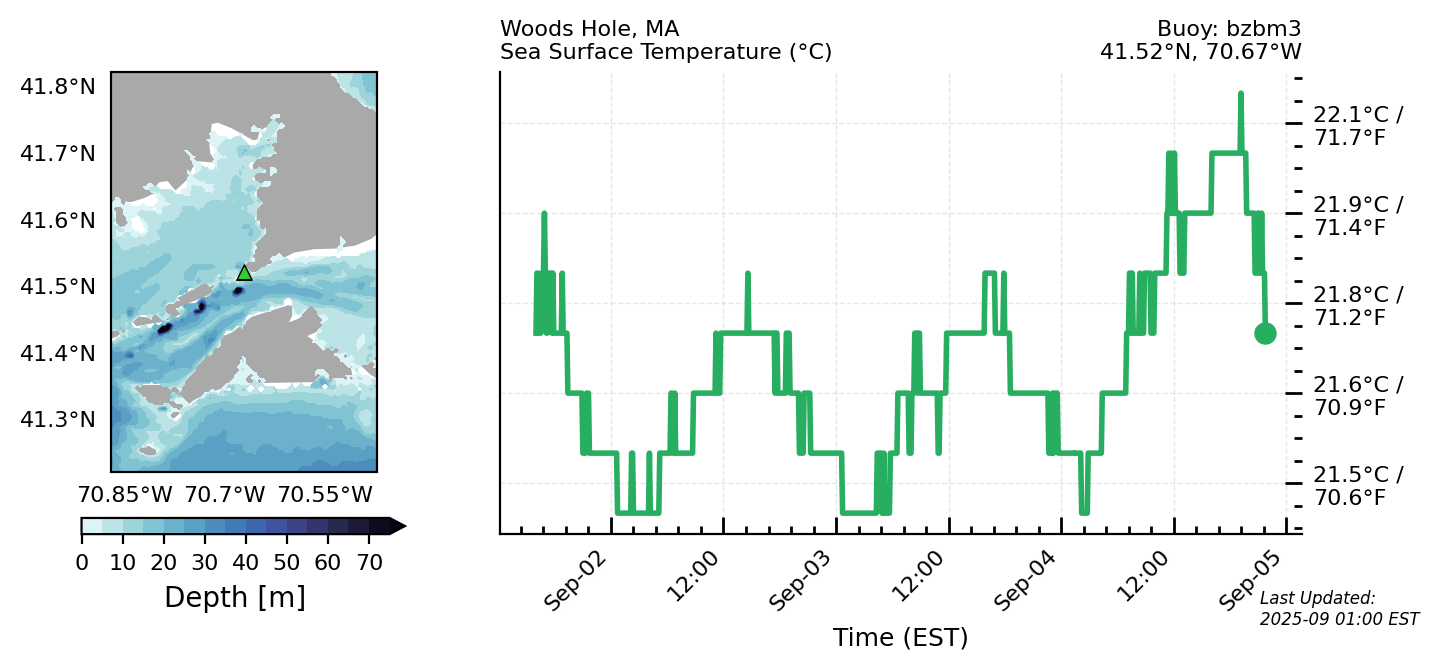 Woods Hole, MA
Sea Surface Temperature (°C)
Buoy: bzbm3
41.52°N, 70.67°W
41.8°N
41.7°N
41.6°N
41.5°N
41.4°N
41.3°N
70.85°W 70.7°W 70.55°W
0 10 20 30 40 50 60 70
Depth [m]
22.1°C /
71.7°F
21.9°C /
71.4°F
21.8°C /
71.2°F
21.6°C /
70.9°F
21.5°C /
70.6°F
Sep-02 12:00 Sep-03 12:00 Sep-04 12:00 Sep-05
Time (EST)
Last Updated:
2025-09 01:00 EST